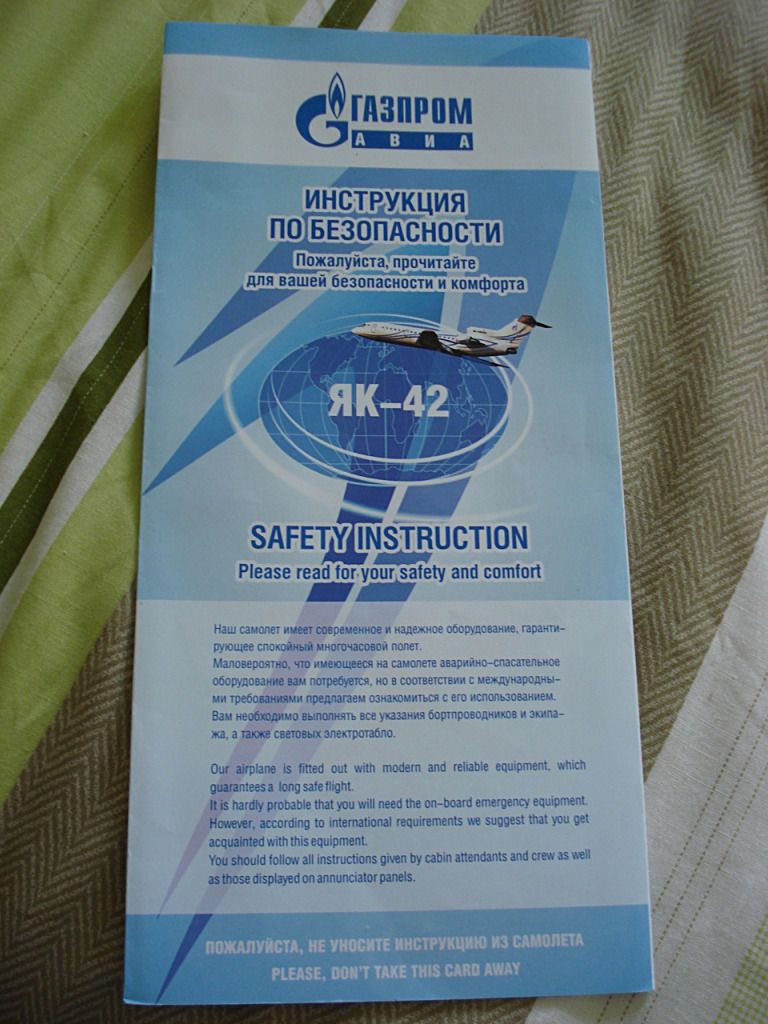 ГАЗПРОМ
АВИА
ИНСТРУКЦИЯ
ПО БЕЗОПАСНОСТИ
Пожалуйста, прочитайте
для вашей безопасности и комфорта
ЯК-42
SAFETY INSTRUCTION
Please read for your safety and comfort
Наш самолет имеет современное и надежное оборудование, гаранти-
рующее спокойный многочасовой полет.
Маловероятно, что имеющееся на самолете аварийно-спасательное
оборудование вам потребуется, но в соответствии с международны-
ми требованиями предлагаем ознакомиться с его использованием.
Вам необходимо выполнять все указания бортпроводников и экипа-
жа, а также световых электротабло.
Our airplane is fitted out with modern and reliable equipment, which
guarantees a long safe flight.
It is hardly probable that you will need the on-board emergency equipment.
However, according to international requirements we suggest that you get
acquainted with this equipment.
You should follow all instructions given by cabin attendants and crew as well
as those displayed on annunciator panels.
ПОЖАЛУЙСТА, НЕ УНОСИТЕ ИНСТРУКЦИЮ ИЗ САМОЛЕТА
PLEASE, DON'T TAKE THIS CARD AWAY